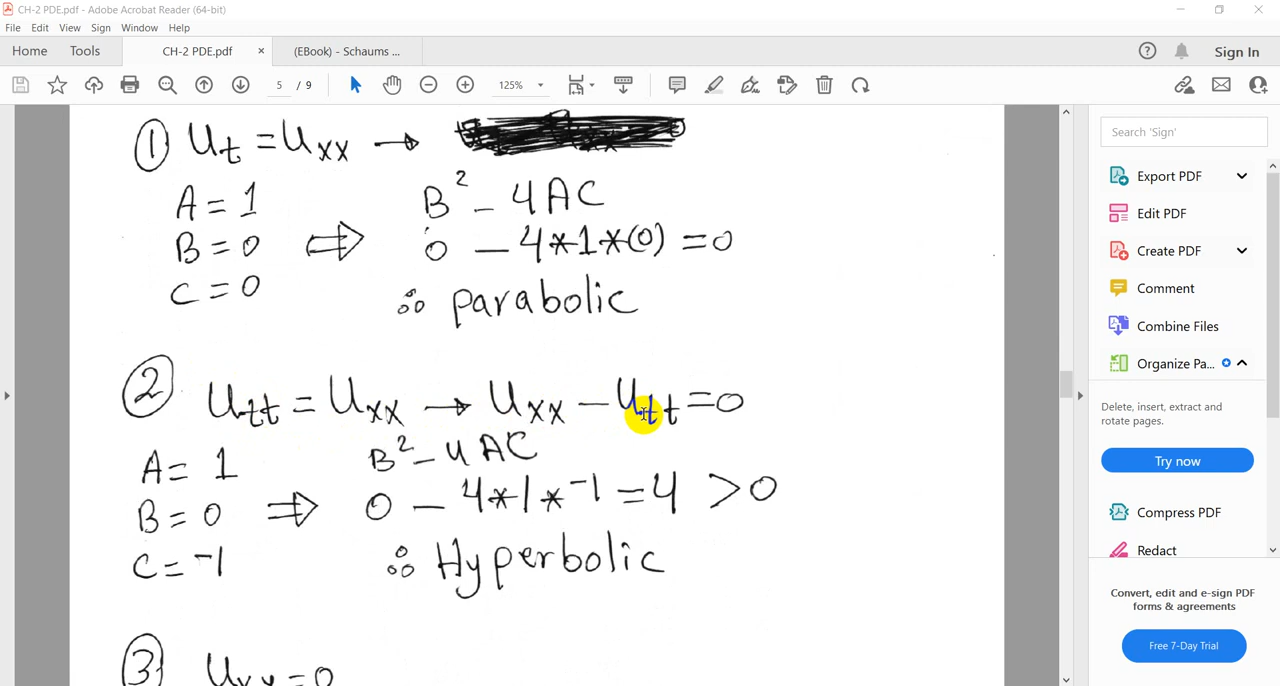 CH-2 PDE.pdf - Adobe Acrobat Reader (64-bit)
File Edit View Sign Window Help
Home Tools CH-2 PDE.pdf × (EBook) - Schaums ... Sign In
5 / 9 125%
① Ut = Uxx →
A = 1 B² - 4AC
B = 0 ⇒ 0 - 4*1*(0) = 0
C = 0 ∴ parabolic
② Utt = Uxx → Uxx - Utt = 0
A = 1 B² - 4AC
B = 0 ⇒ 0 - 4*1*-1 = 4 > 0
C = -1 ∴ Hyperbolic
③ Uxx = 0
Search 'Sign'
Export PDF
Edit PDF
Create PDF
Comment
Combine Files
Organize Pa...
Delete, insert, extract and
rotate pages.
Try now
Compress PDF
Redact
Convert, edit and e-sign PDF
forms & agreements
Free 7-Day Trial